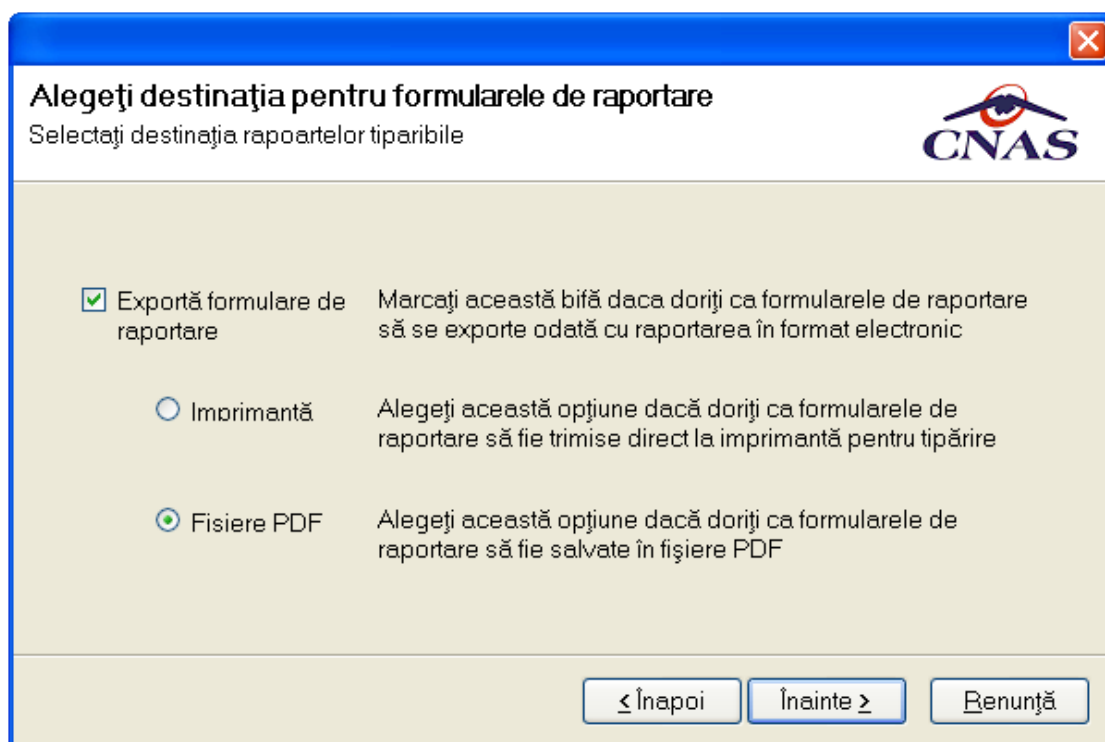 Alegeţi destinaţia pentru formularele de raportare
Selectaţi destinaţia rapoartelor tiparibile
CNAS
Exportă formulare de
raportare
Marcaţi această bifă daca doriţi ca formularele de raportare
să se exporte odată cu raportarea în format electronic
Imprimantă
Alegeţi această opţiune dacă doriţi ca formularele de
raportare să fie trimise direct la imprimantă pentru tipărire
Fisiere PDF
Alegeţi această opţiune dacă doriţi ca formularele de
raportare să fie salvate în fişiere PDF
< Înapoi
Înainte >
Renunţă